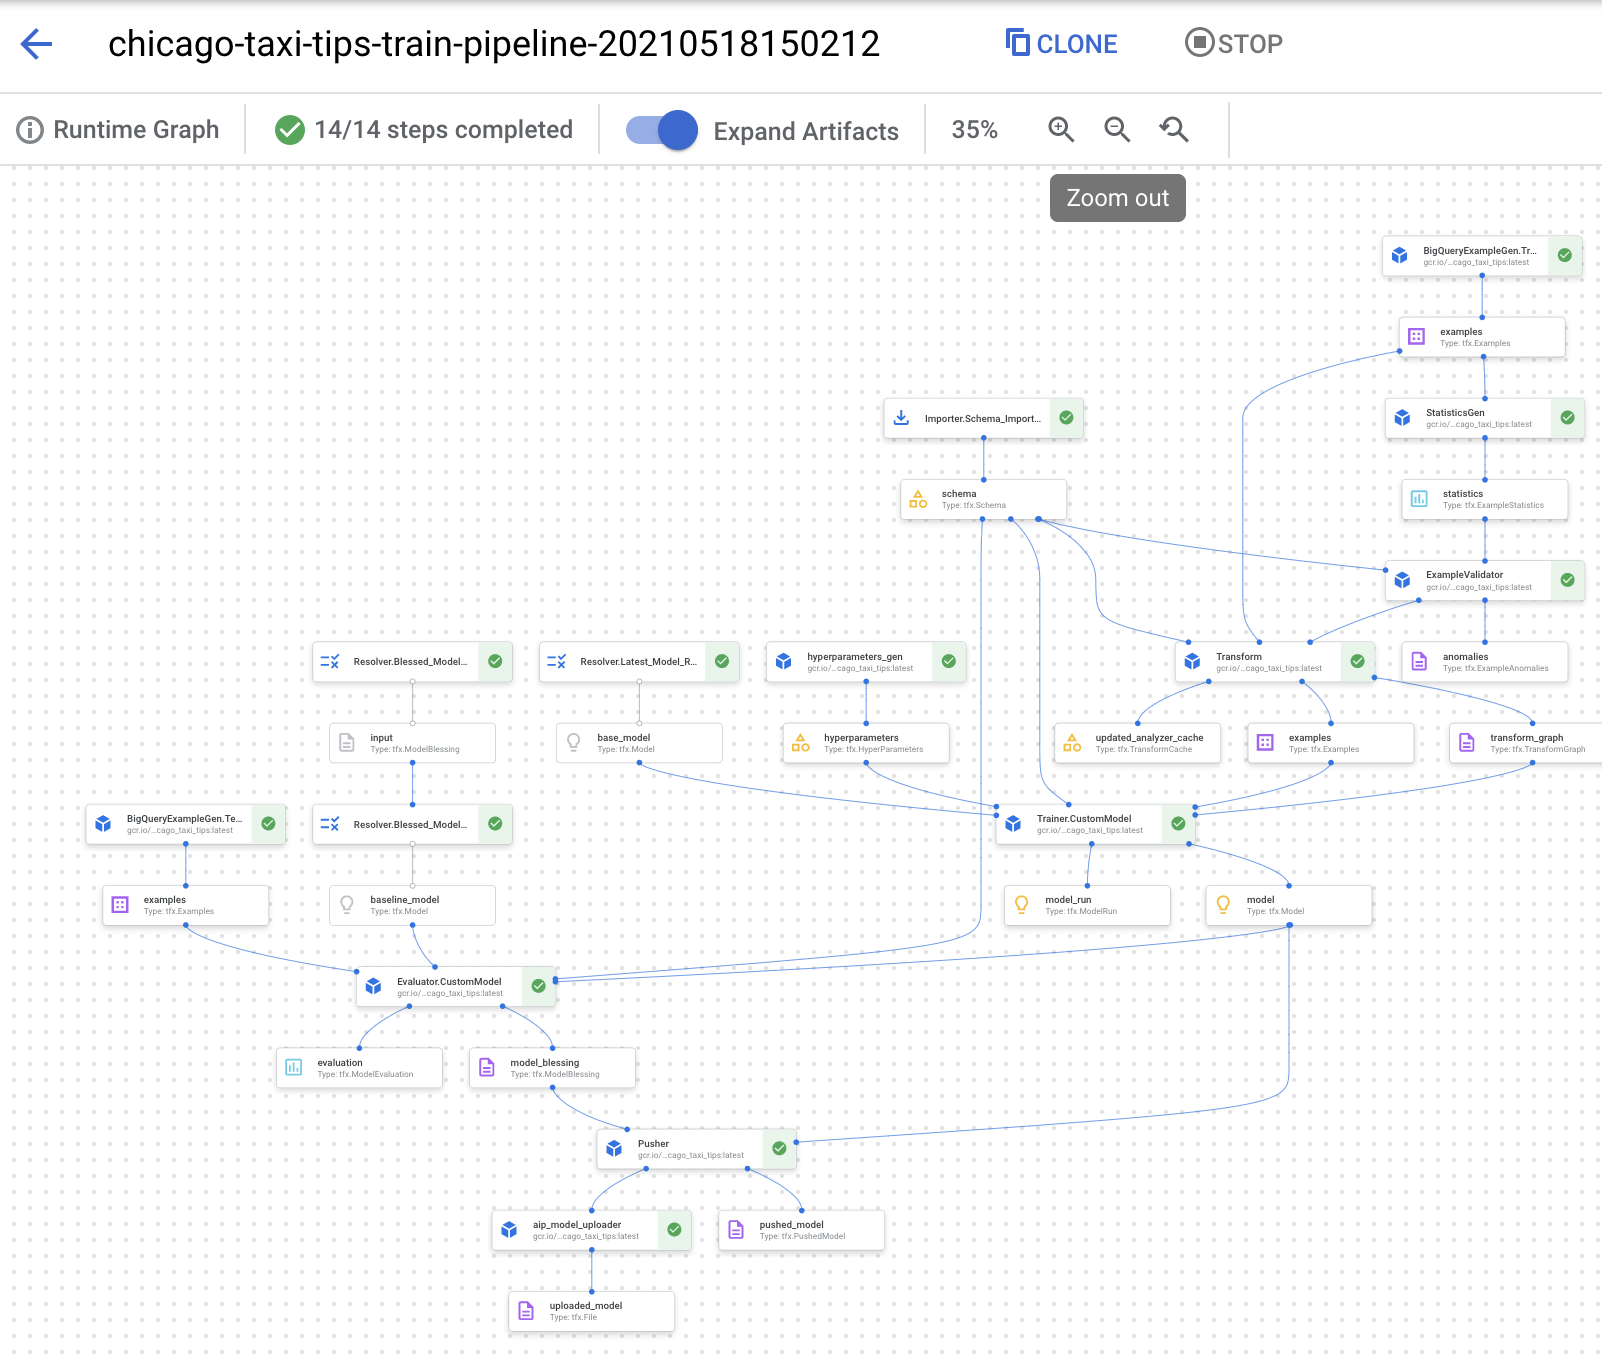 chicago-taxi-tips-train-pipeline-20210518150212
CLONE
STOP
Runtime Graph
14/14 steps completed
Expand Artifacts
35%
Zoom out
BigQueryExampleGen.Tr...
gcr.io/...cago_taxi_tips:latest
examples
Type: tfx.Examples
Importer.Schema_Import...
StatisticsGen
gcr.io/...cago_taxi_tips:latest
schema
Type: tfx.Schema
statistics
Type: tfx.ExampleStatistics
ExampleValidator
gcr.io/...cago_taxi_tips:latest
Resolver.Blessed_Model...
Resolver.Latest_Model_R...
hyperparameters_gen
gcr.io/...cago_taxi_tips:latest
Transform
gcr.io/...cago_taxi_tips:latest
anomalies
Type: tfx.ExampleAnomalies
input
Type: tfx.ModelBlessing
base_model
Type: tfx.Model
hyperparameters
Type: tfx.HyperParameters
updated_analyzer_cache
Type: tfx.TransformCache
examples
Type: tfx.Examples
transform_graph
Type: tfx.TransformGraph
BigQueryExampleGen.Te...
gcr.io/...cago_taxi_tips:latest
Resolver.Blessed_Model...
Trainer.CustomModel
gcr.io/...cago_taxi_tips:latest
examples
Type: tfx.Examples
baseline_model
Type: tfx.Model
model_run
Type: tfx.ModelRun
model
Type: tfx.Model
Evaluator.CustomModel
gcr.io/...cago_taxi_tips:latest
evaluation
Type: tfx.ModelEvaluation
model_blessing
Type: tfx.ModelBlessing
Pusher
gcr.io/...cago_taxi_tips:latest
aip_model_uploader
gcr.io/...cago_taxi_tips:latest
pushed_model
Type: tfx.PushedModel
uploaded_model
Type: tfx.File